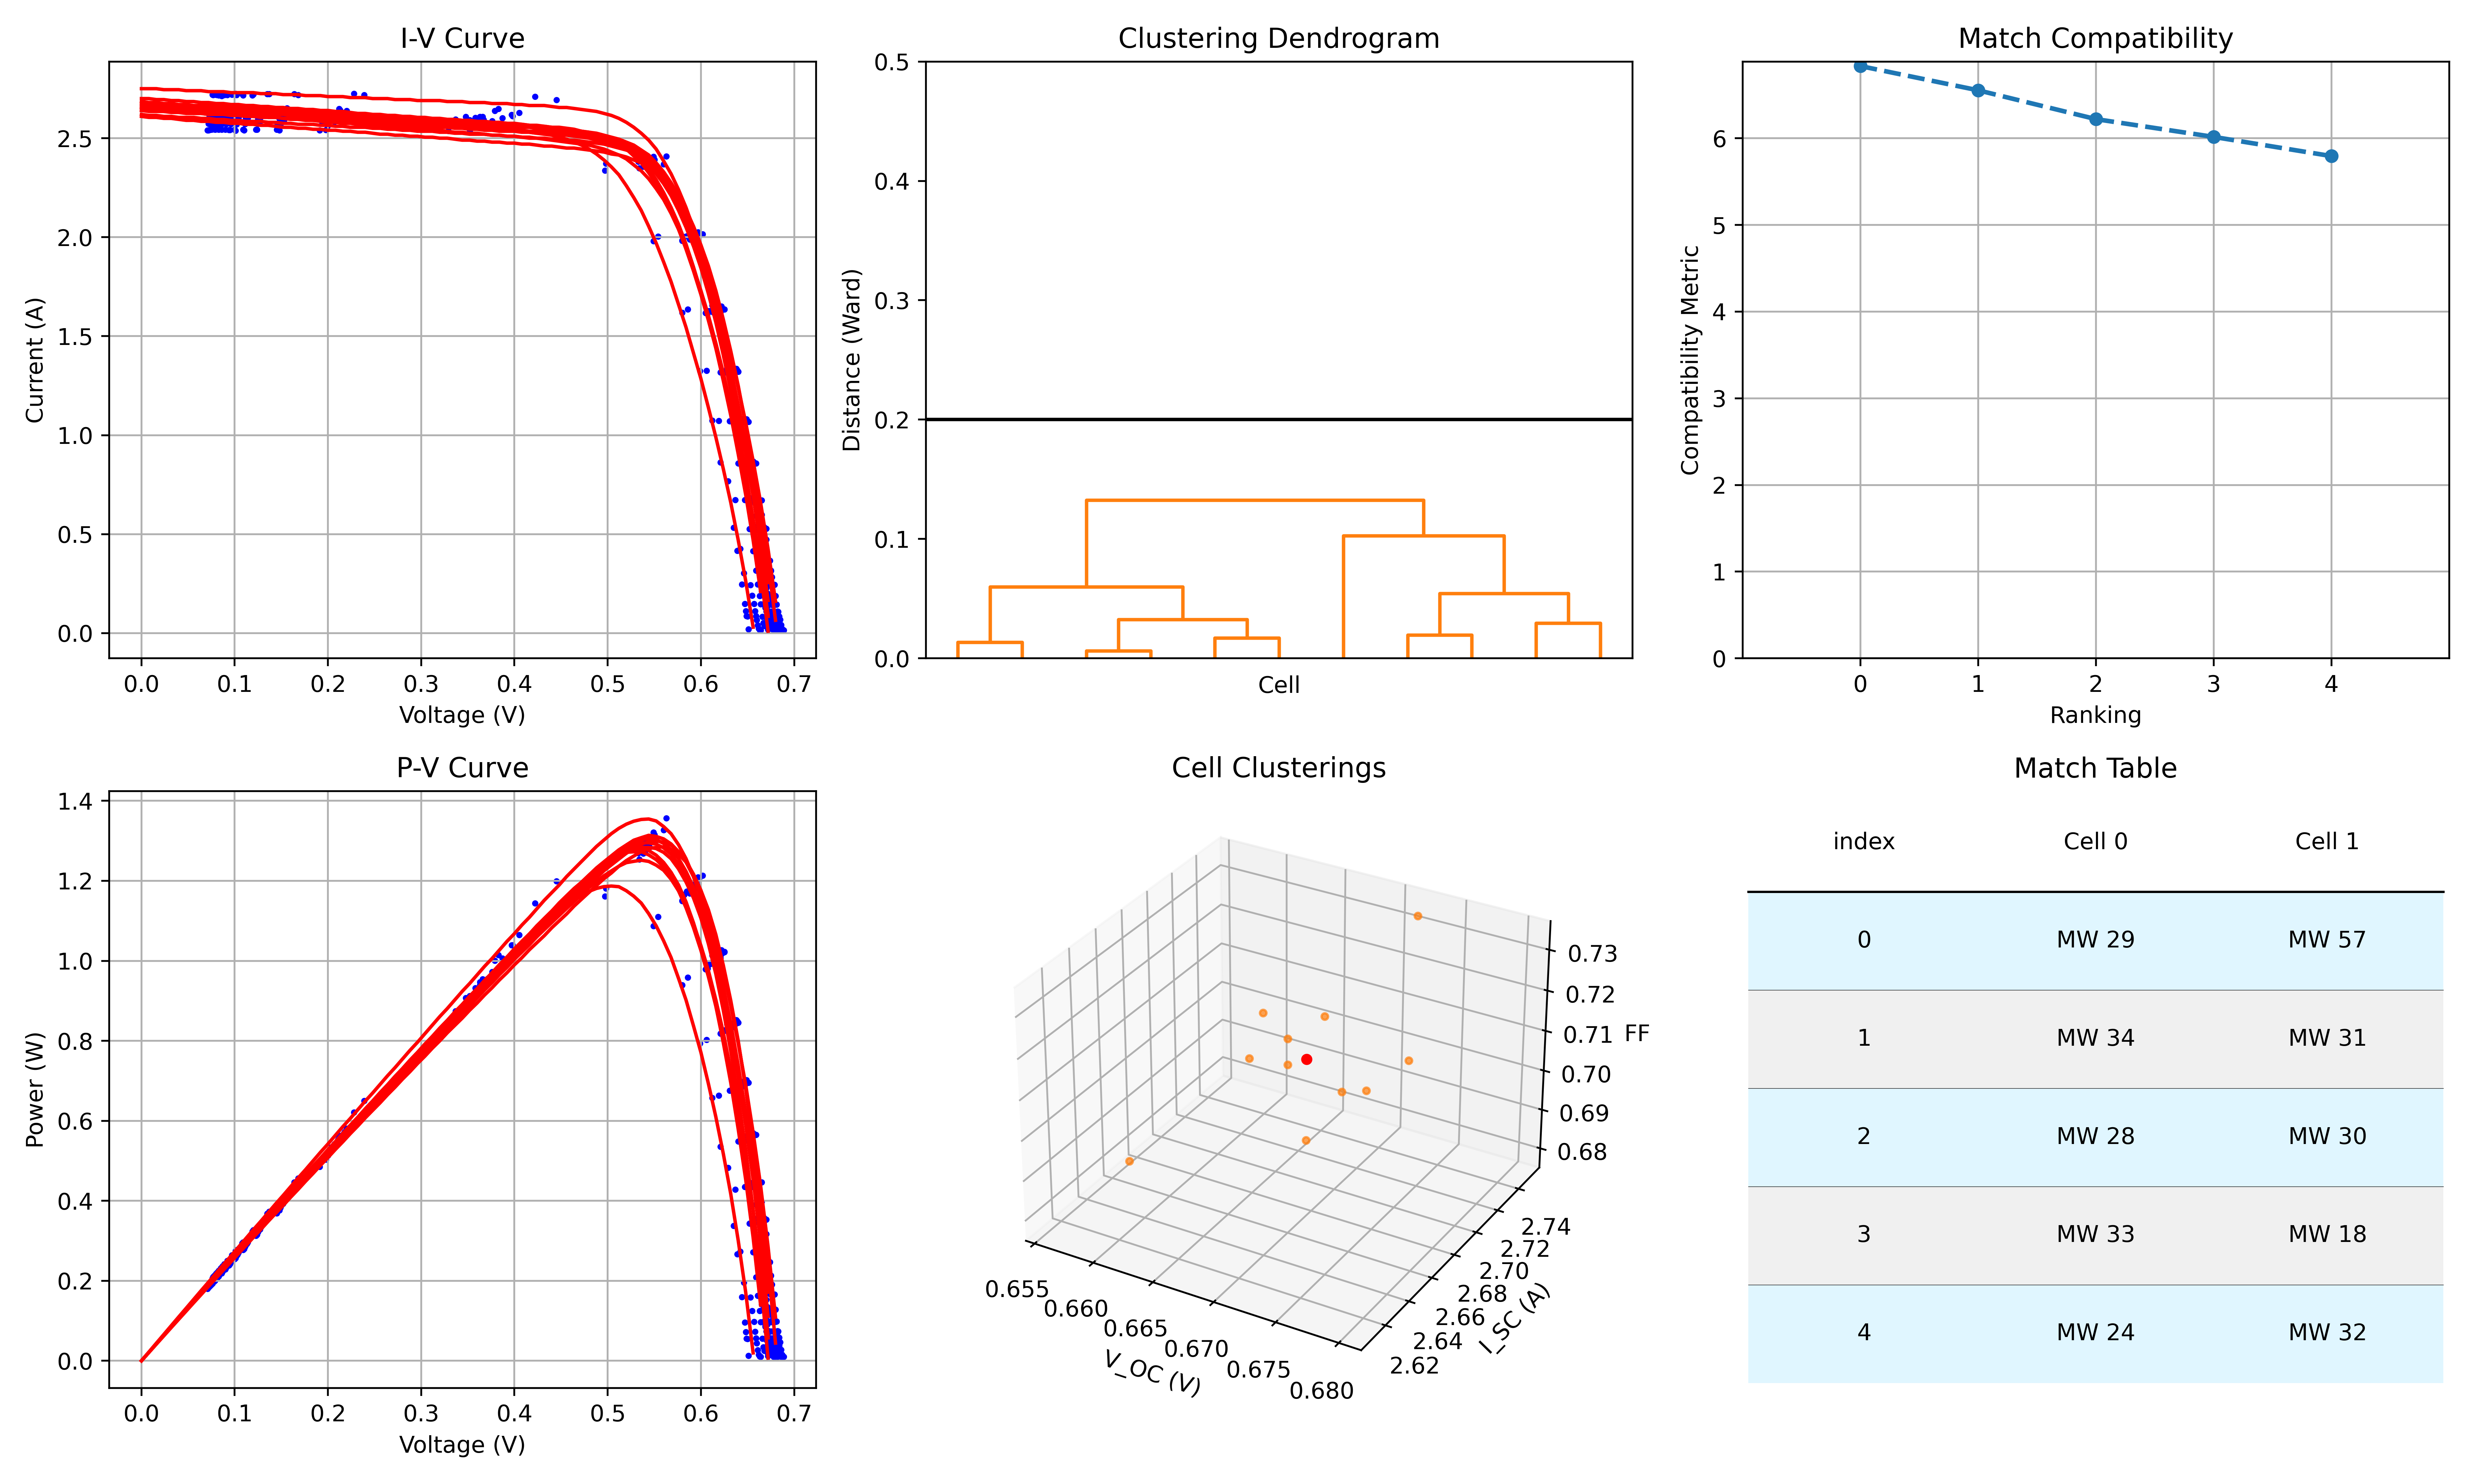 I-V Curve
Current (A)
2.5
2.0
1.5
1.0
0.5
0.0
0.0 0.1 0.2 0.3 0.4 0.5 0.6 0.7
Voltage (V)
Clustering Dendrogram
Distance (Ward)
0.5
0.4
0.3
0.2
0.1
0.0
Cell
Match Compatibility
Compatibility Metric
6
5
4
3
2
1
0
0 1 2 3 4
Ranking
P-V Curve
Power (W)
1.4
1.2
1.0
0.8
0.6
0.4
0.2
0.0
0.0 0.1 0.2 0.3 0.4 0.5 0.6 0.7
Voltage (V)
Cell Clusterings
0.73
0.72
0.71
0.70
0.69
0.68
FF
2.74
2.72
2.70
2.68
2.66
2.64
2.62
I_SC (A)
0.655
0.660
0.665
0.670
0.675
0.680
V_OC (V)
Match Table
index Cell 0 Cell 1
0 MW 29 MW 57
1 MW 34 MW 31
2 MW 28 MW 30
3 MW 33 MW 18
4 MW 24 MW 32